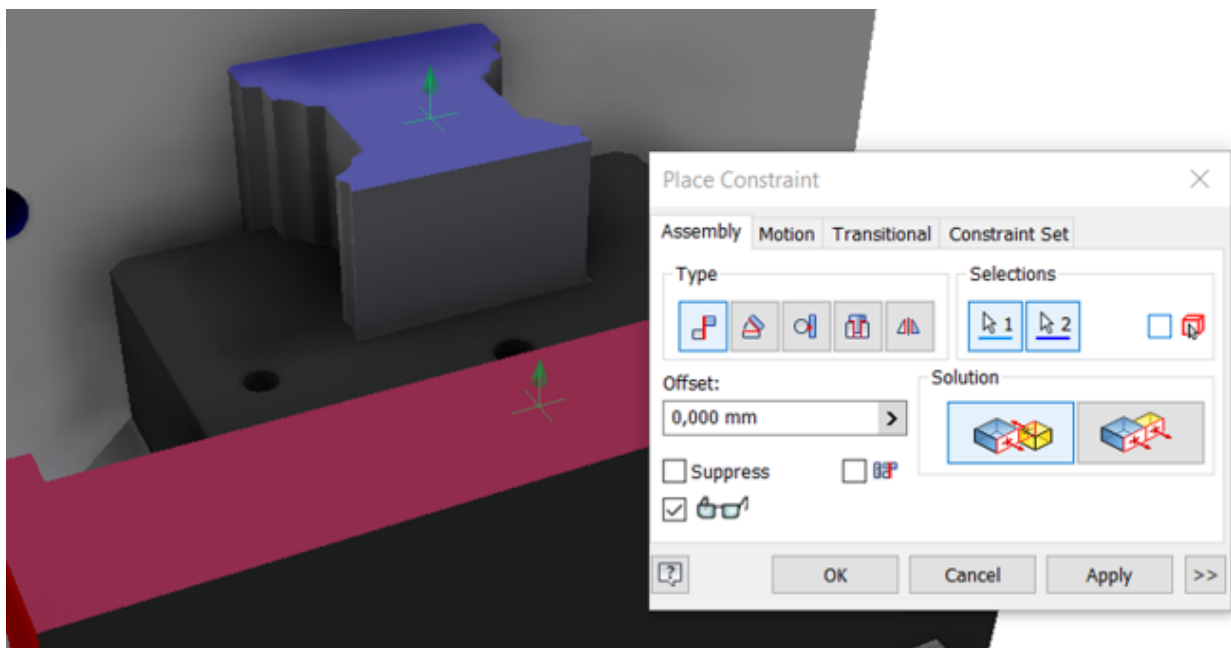 Place Constraint
Assembly Motion Transitional Constraint Set
Type
Selections
1 2
Offset:
Solution
0,000 mm
Suppress
?
OK Cancel Apply >>